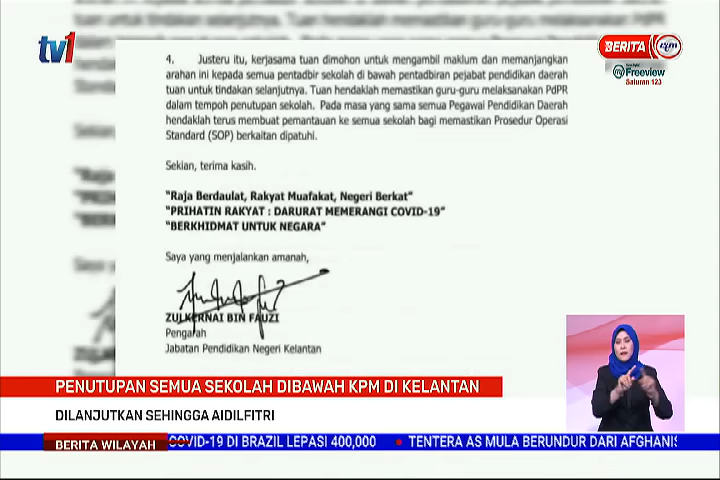 tv1
BERITA rtm
Freeview
Saluran 123
4. Justeru itu, kerjasama tuan dimohon untuk mengambil maklum dan memanjangkan
arahan ini kepada semua pentadbir sekolah di bawah pentadbiran pejabat pendidikan daerah
tuan untuk tindakan selanjutnya. Tuan hendaklah memastikan guru-guru melaksanakan PdPR
dalam tempoh penutupan sekolah. Pada masa yang sama semua Pegawai Pendidikan Daerah
hendaklah terus membuat pemantauan ke semua sekolah bagi memastikan Prosedur Operasi
Standard (SOP) berkaitan dipatuhi.
Sekian, terima kasih.
"Raja Berdaulat, Rakyat Muafakat, Negeri Berkat"
"PRIHATIN RAKYAT : DARURAT MEMERANGI COVID-19"
"BERKHIDMAT UNTUK NEGARA"
Saya yang menjalankan amanah,
ZULKERNAI BIN FAUZI
Pengarah
Jabatan Pendidikan Negeri Kelantan
PENUTUPAN SEMUA SEKOLAH DIBAWAH KPM DI KELANTAN
DILANJUTKAN SEHINGGA AIDILFITRI
BERITA WILAYAH COVID-19 DI BRAZIL LEPASI 400,000 • TENTERA AS MULA BERUNDUR DARI AFGHANIS